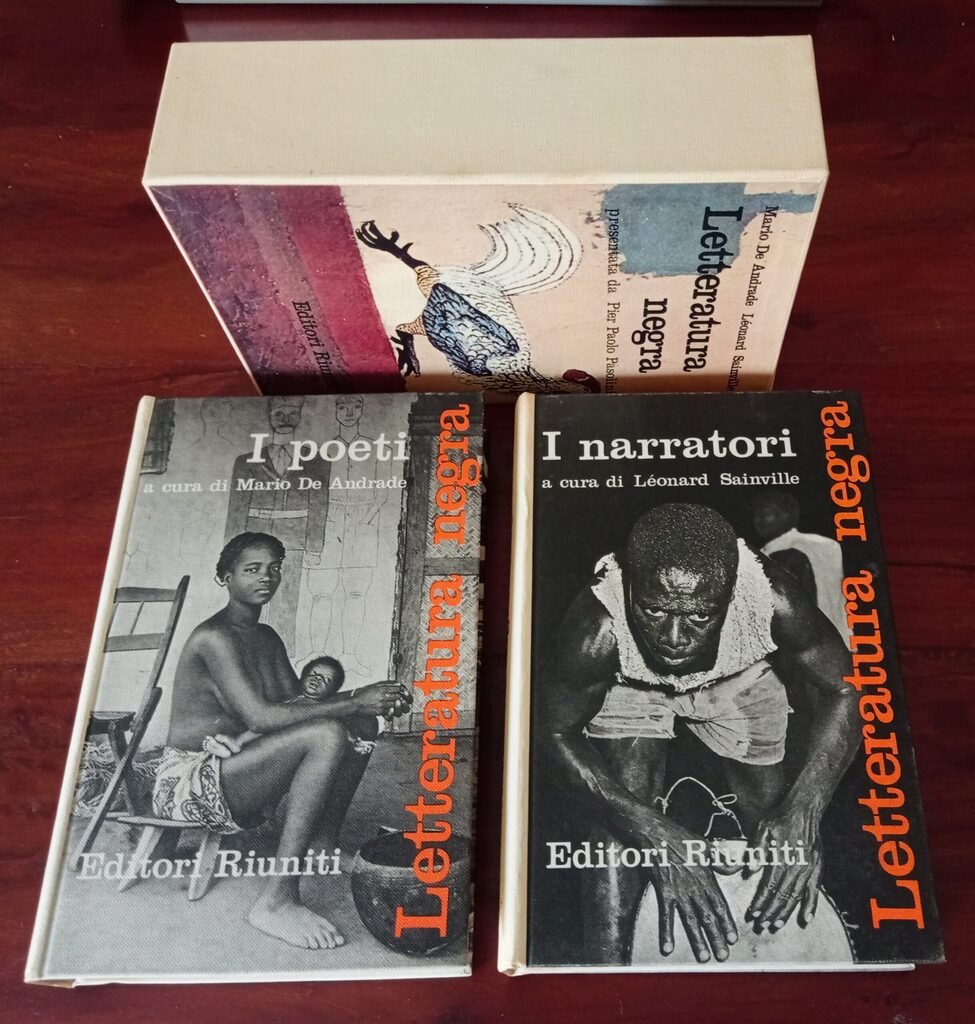 Mario De Andrade Léonard Sainville
Letteratura
negra
presentata da Pier Paolo Pasolini
Editori Riuniti
I poeti
a cura di Mario De Andrade
Letteratura negra
Editori Riuniti
I narratori
a cura di Léonard Sainville
Letteratura negra
Editori Riuniti